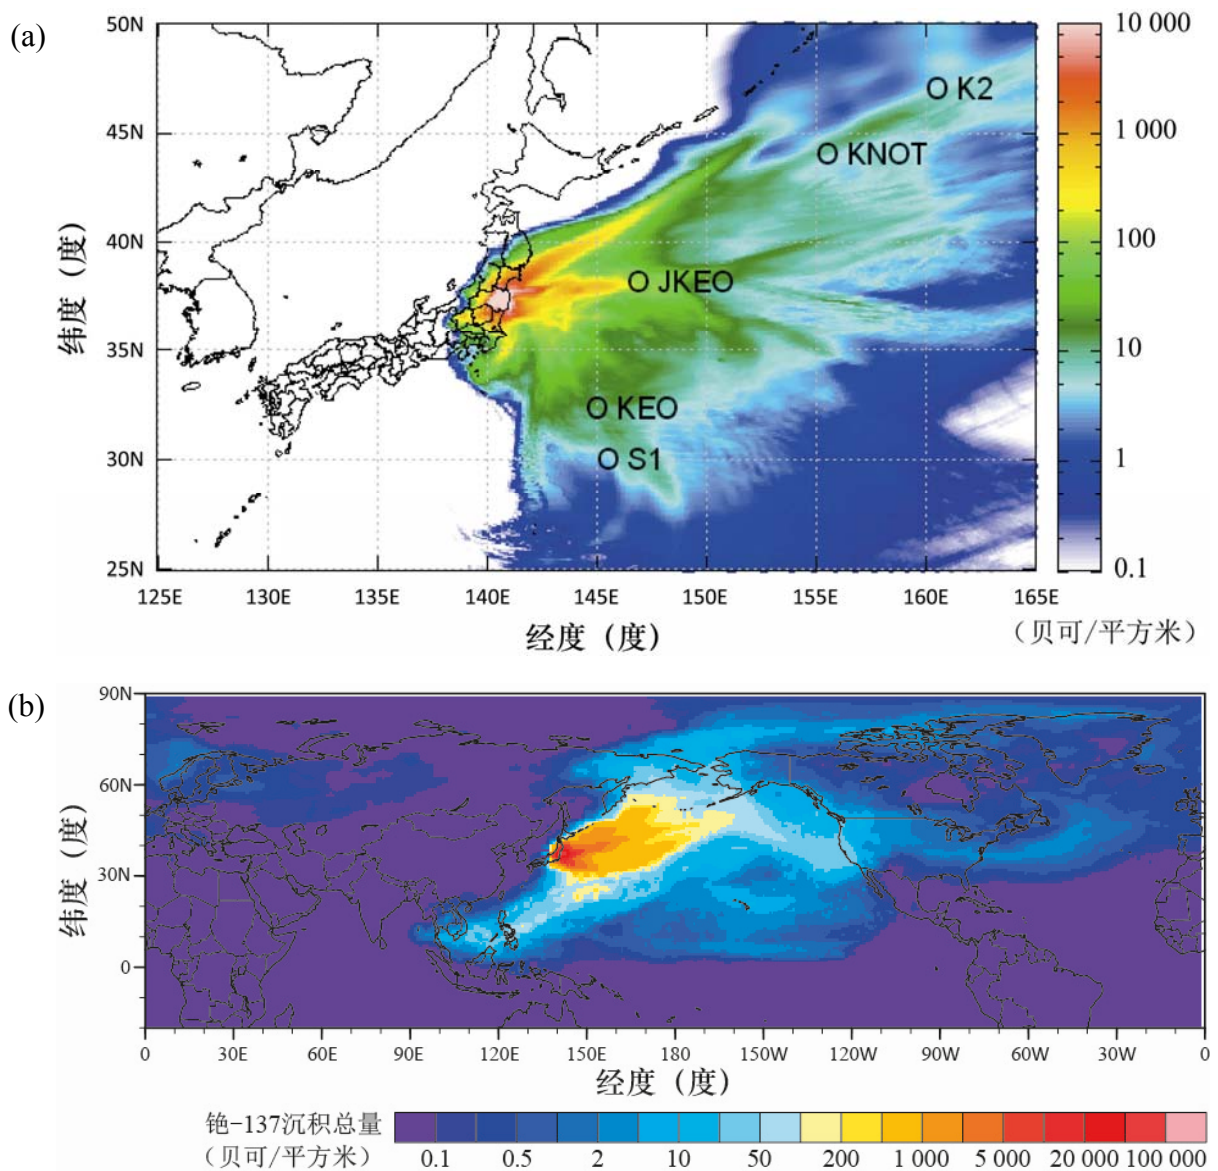 (a)
50N
45N
40N
35N
30N
25N
纬度（度）
O K2
O KNOT
O JKEO
O KEO
O S1
125E 130E 135E 140E 145E 150E 155E 160E 165E
经度（度）
10 000
1 000
100
10
1
0.1
（贝可/平方米）
(b)
90N
60N
30N
0
纬度（度）
0 30E 60E 90E 120E 150E 180 150W 120W 90W 60W 30W 0
经度（度）
铯-137沉积总量
（贝可/平方米）
0.1 0.5 2 10 50 200 1 000 5 000 20 000 100 000